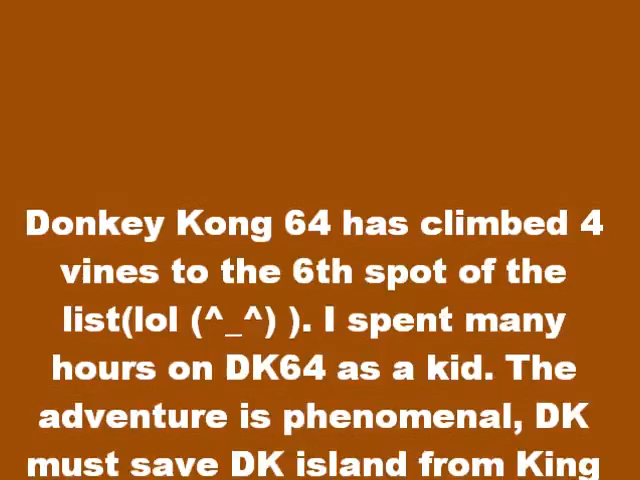 Donkey Kong 64 has climbed 4
vines to the 6th spot of the
list(lol (^_^) ). I spent many
hours on DK64 as a kid. The
adventure is phenomenal, DK
must save DK island from King